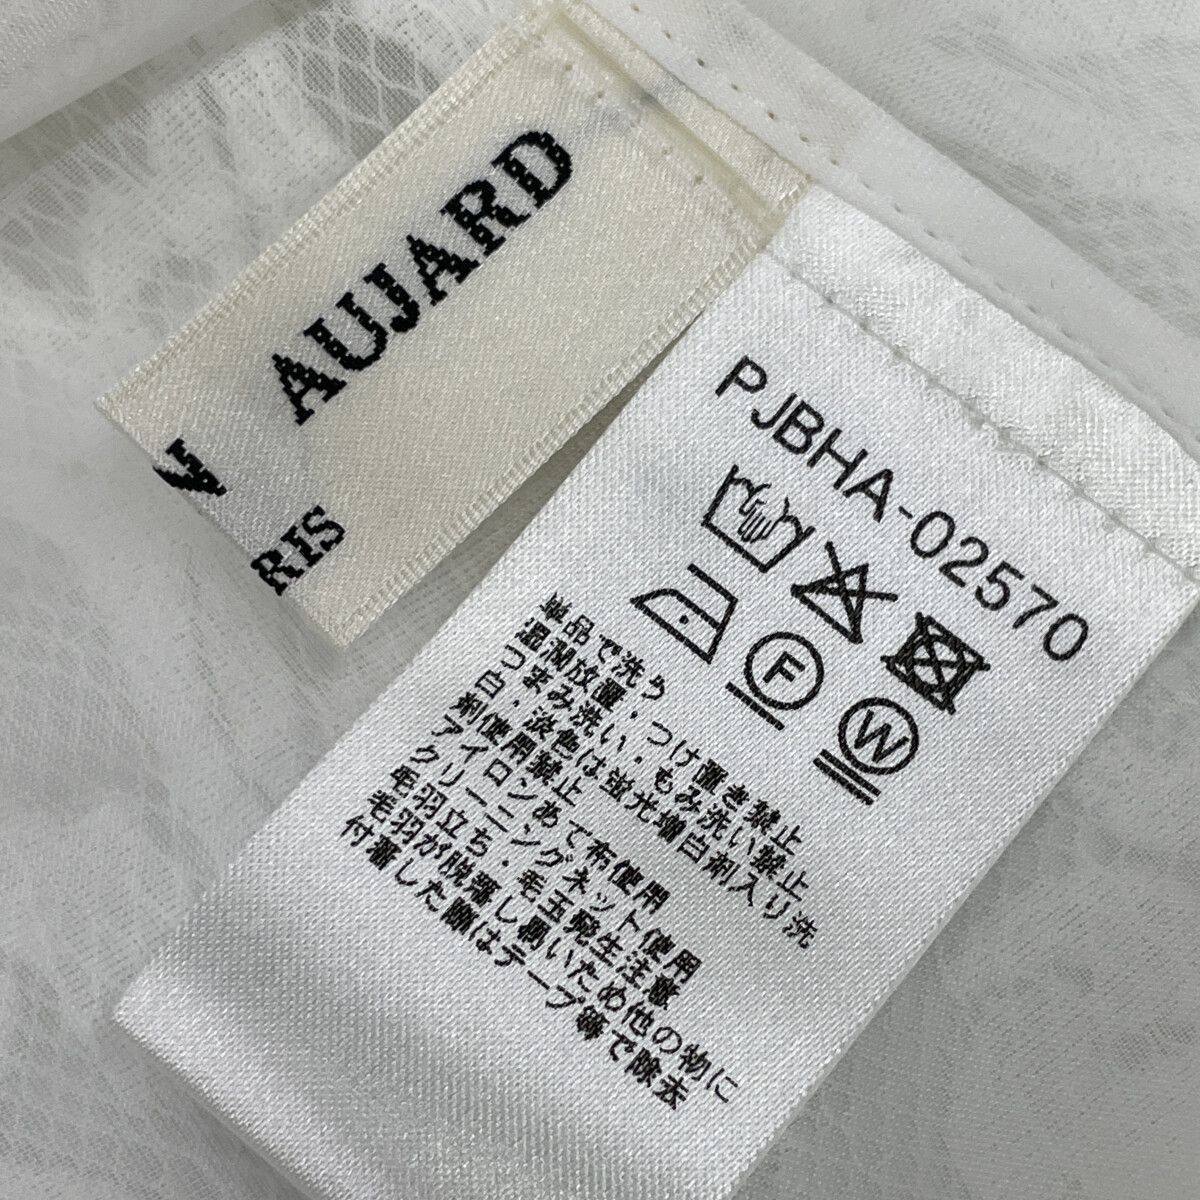 AUJARD
N
RIS
PJBHA-02570
F
W
単品で洗う
温潤放置・つけ置き禁止
つまみ洗い・もみ洗い禁止
白・淡色は蛍光増白剤入り洗
剤使用禁止
アイロンあて布使用
クリーニングネット使用
毛羽立ち・毛玉発生注意
毛羽が脱落し易いため他の物に
付着した際はテープ等で除去